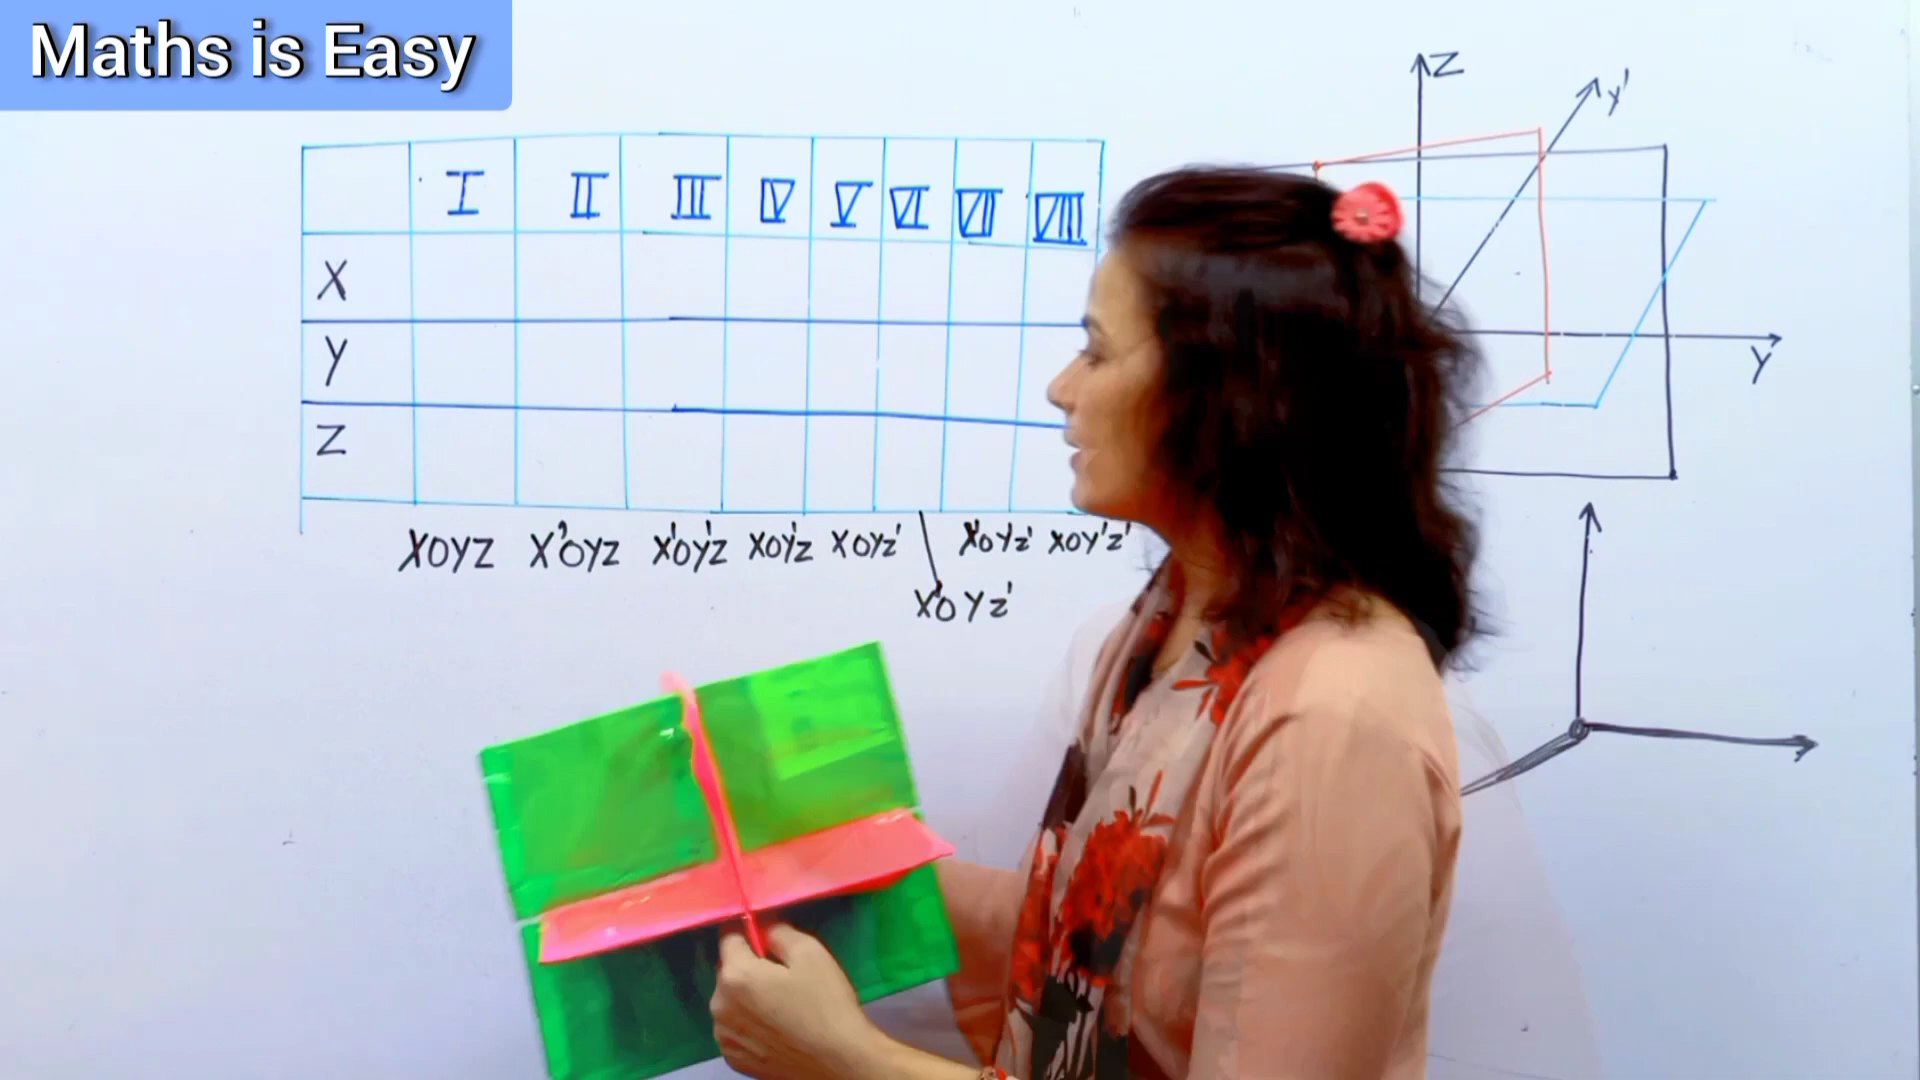 Maths is Easy
Z
y'
I II III IV V VI VII VIII
X
Y
Y
Z
XOYZ X'OYZ X'OY'Z XOY'Z XOYZ' X'OY'Z' XOY'Z'
X'OYZ'